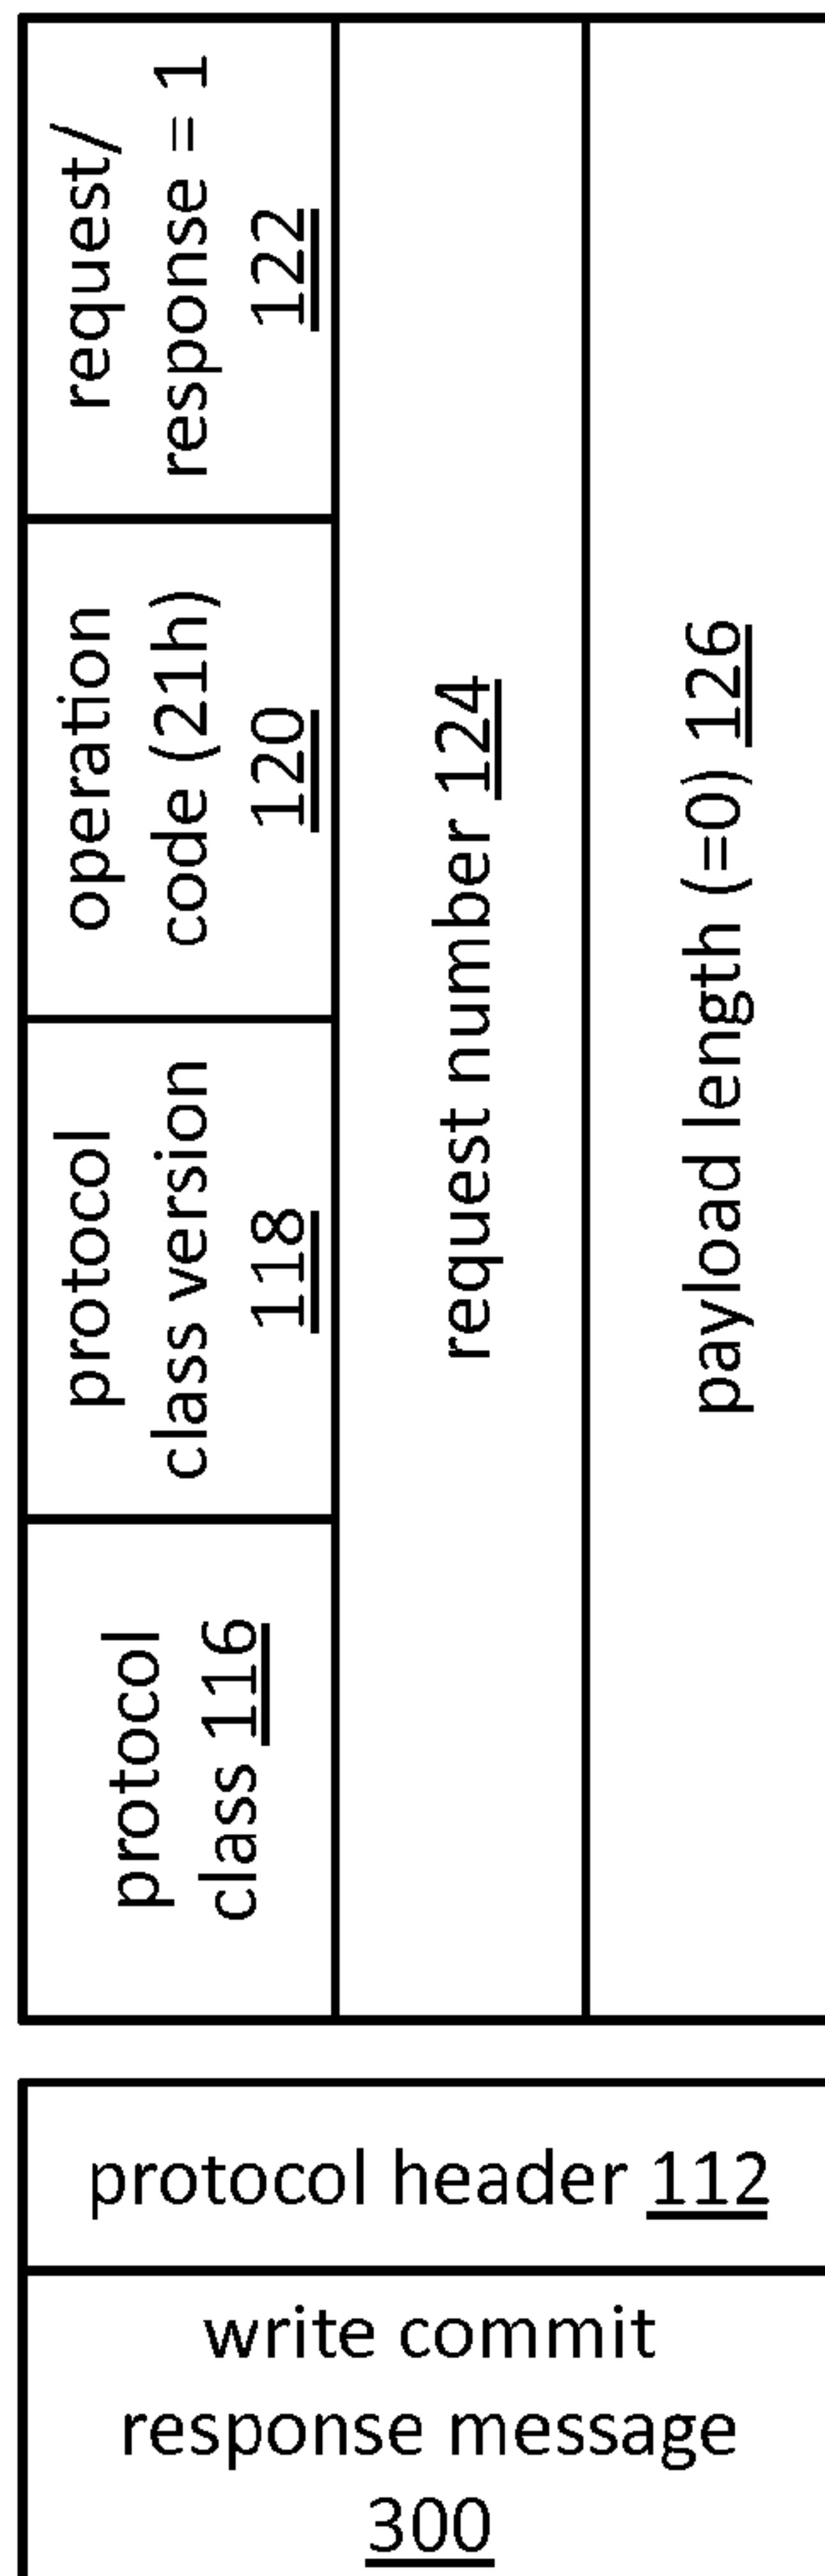 protocol
class 116
protocol
class version
118
operation
code (21h)
120
request/
response = 1
122
request number 124
payload length (=0) 126
protocol header 112
write commit
response message
300